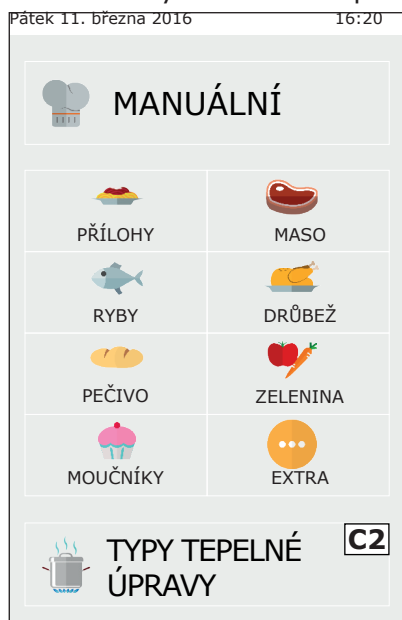 Pátek 11. března 2016 16:20
MANUÁLNÍ
PŘÍLOHY MASO
RYBY DRŮBEŽ
PEČIVO ZELENINA
MOUČNÍKY EXTRA
TYPY TEPELNÉ C2
ÚPRAVY